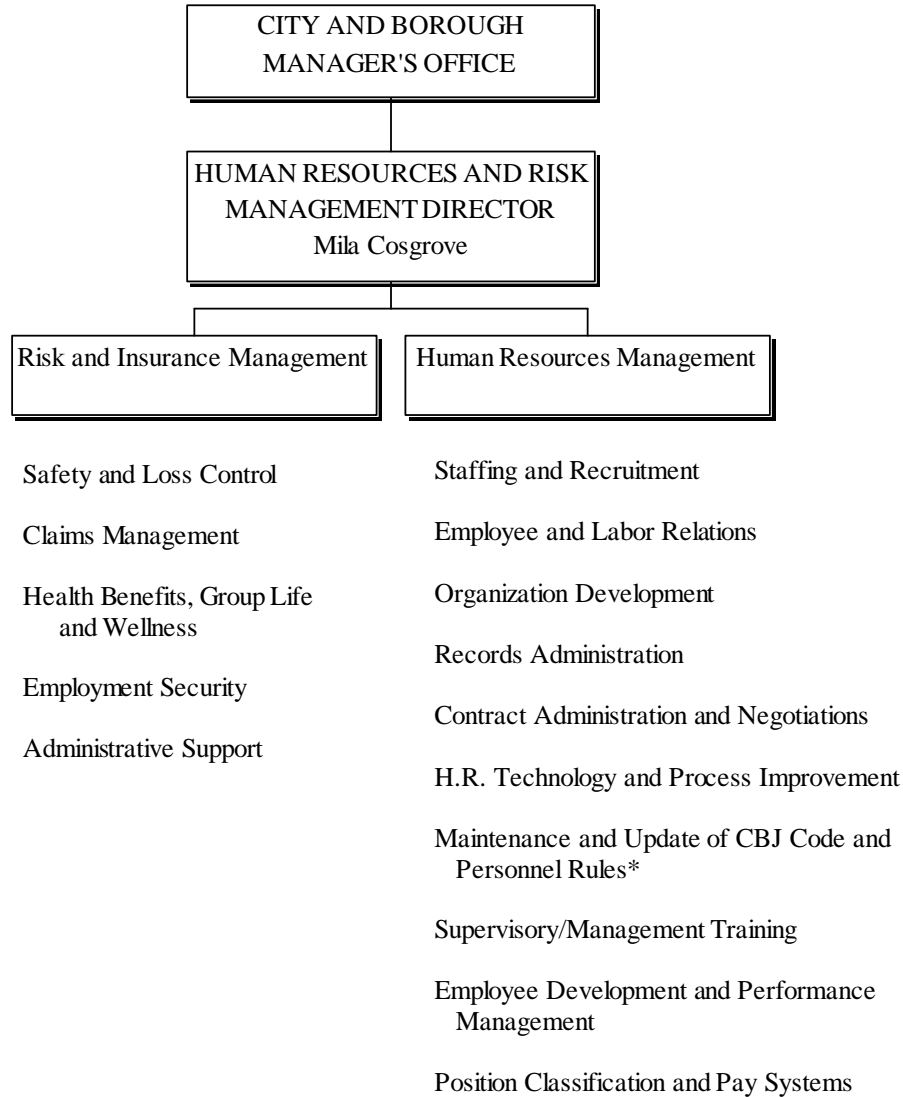 CITY AND BOROUGH
MANAGER'S OFFICE
HUMAN RESOURCES AND RISK
MANAGEMENT DIRECTOR
Mila Cosgrove
Risk and Insurance Management
Human Resources Management
Safety and Loss Control
Claims Management
Health Benefits, Group Life
and Wellness
Employment Security
Administrative Support
Staffing and Recruitment
Employee and Labor Relations
Organization Development
Records Administration
Contract Administration and Negotiations
H.R. Technology and Process Improvement
Maintenance and Update of CBJ Code and
Personnel Rules*
Supervisory/Management Training
Employee Development and Performance
Management
Position Classification and Pay Systems